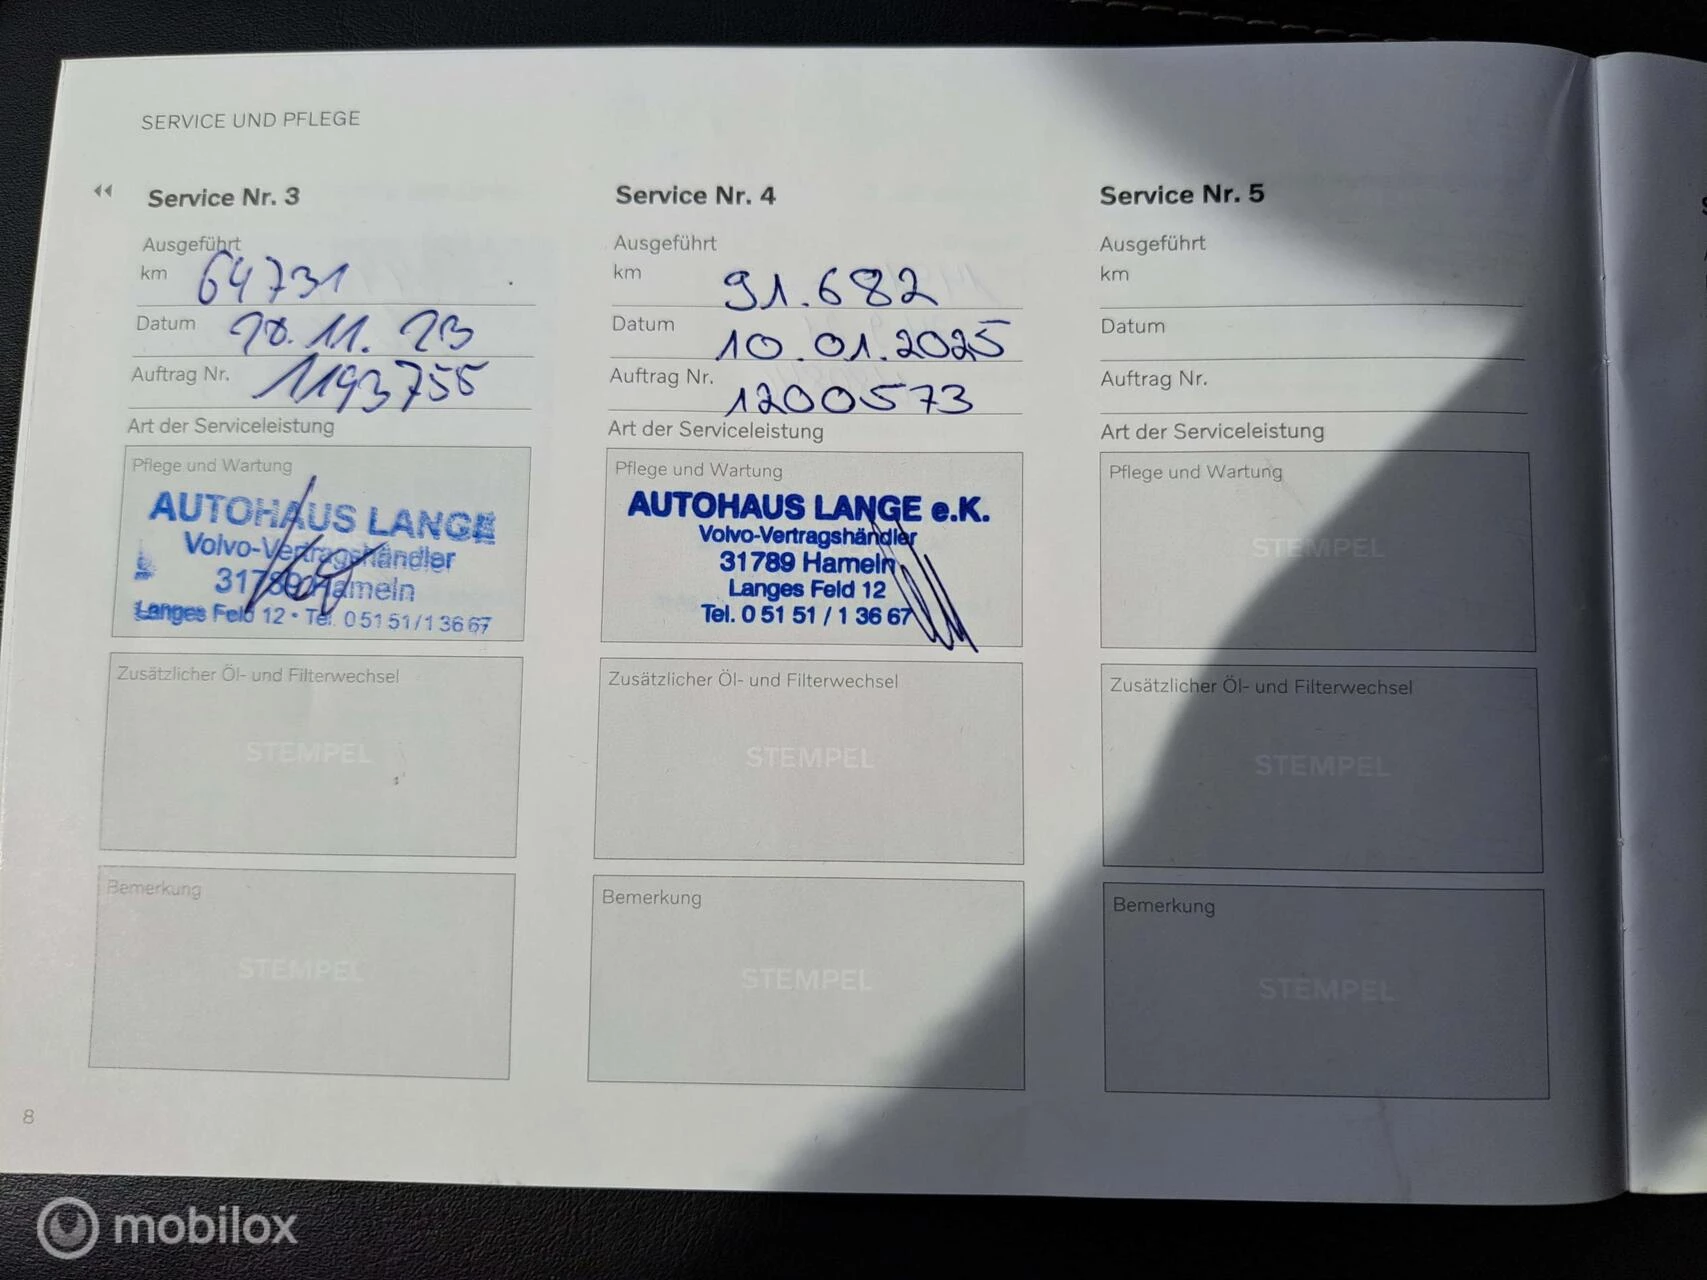 SERVICE UND PFLEGE
Service Nr. 3
Ausgeführt
km 64731
Datum 20.11.23
Auftrag Nr. 1193755
Art der Serviceleistung
Pflege und Wartung
AUTOHAUS LANGE
Volvo-Vertragshändler
31789 Hameln
Langes Feld 12 • Tel. 0 51 51/1 36 67
Zusätzlicher Öl- und Filterwechsel
STEMPEL
Bemerkung
STEMPEL
Service Nr. 4
Ausgeführt
km 91.682
Datum 10.01.2025
Auftrag Nr. 1200573
Art der Serviceleistung
Pflege und Wartung
AUTOHAUS LANGE e.K.
Volvo-Vertragshändler
31789 Hameln
Langes Feld 12
Tel. 0 51 51 / 1 36 67
Zusätzlicher Öl- und Filterwechsel
STEMPEL
Bemerkung
STEMPEL
Service Nr. 5
Ausgeführt
km
Datum
Auftrag Nr.
Art der Serviceleistung
Pflege und Wartung
STEMPEL
Zusätzlicher Öl- und Filterwechsel
STEMPEL
Bemerkung
STEMPEL
8
mobilox